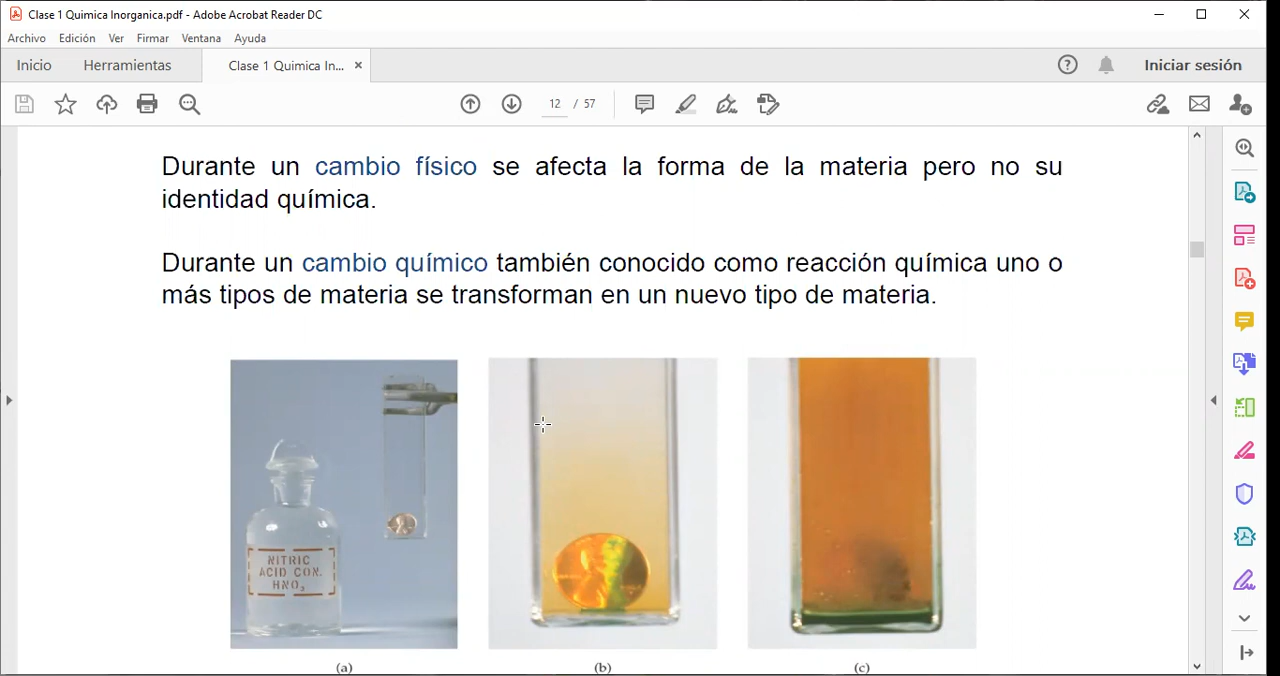 Clase 1 Quimica Inorganica.pdf - Adobe Acrobat Reader DC
Archivo Edición Ver Firmar Ventana Ayuda
Inicio Herramientas Clase 1 Quimica In... × Iniciar sesión
12 / 57
Durante un cambio físico se afecta la forma de la materia pero no su
identidad química.
Durante un cambio químico también conocido como reacción química uno o
más tipos de materia se transforman en un nuevo tipo de materia.
NITRIC
ACID CON.
HNO3
(a) (b) (c)